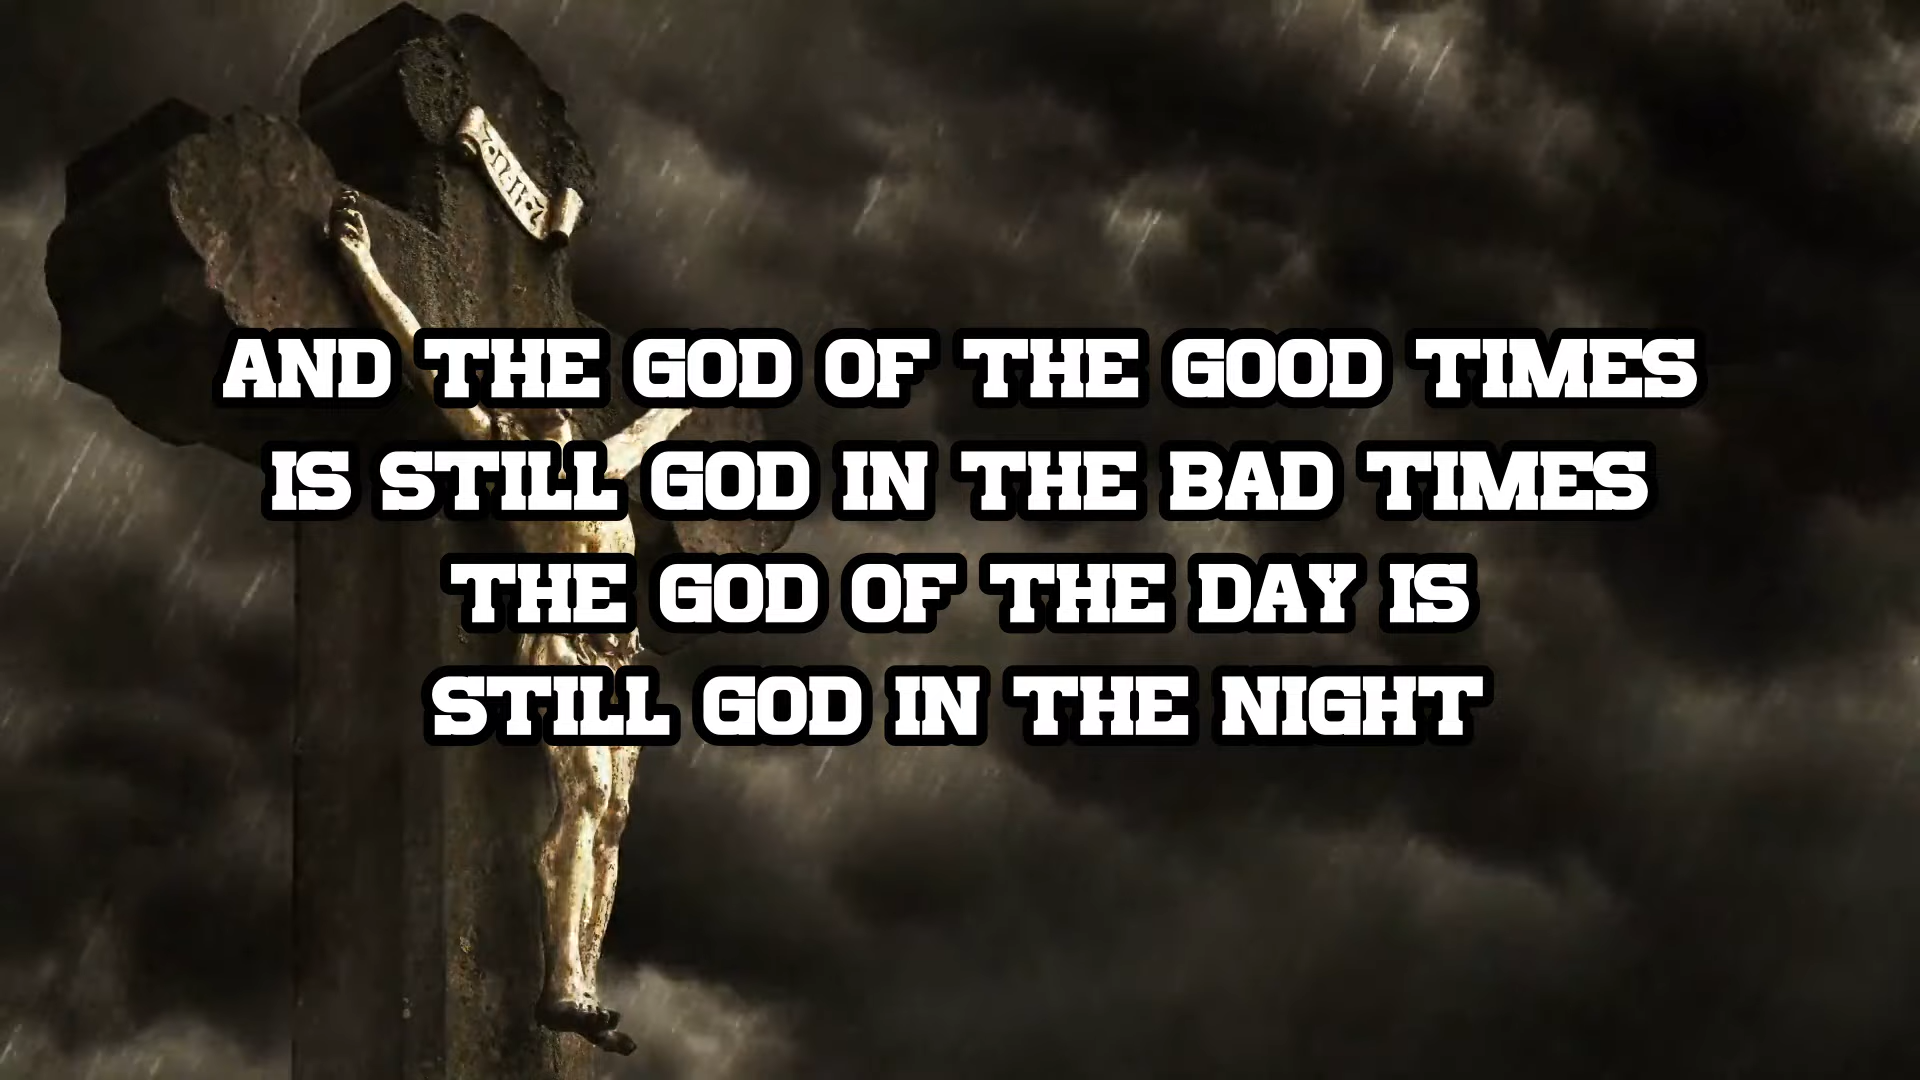 AND THE GOD OF THE GOOD TIMES
IS STILL GOD IN THE BAD TIMES
THE GOD OF THE DAY IS
STILL GOD IN THE NIGHT